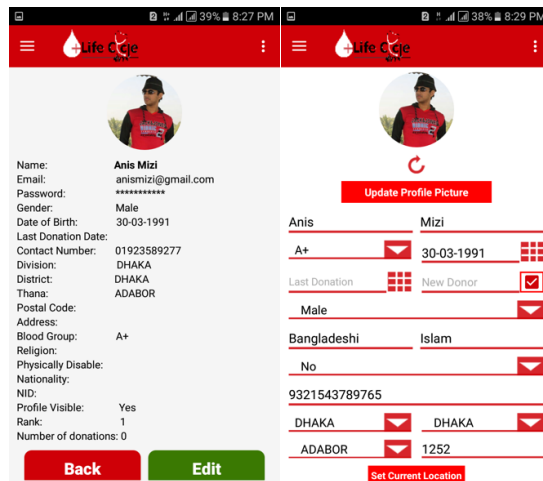 39% 8:27 PM
+Life Cycle
Name: Anis Mizi
Email: anismizi@gmail.com
Password: ***********
Gender: Male
Date of Birth: 30-03-1991
Last Donation Date:
Contact Number: 01923589277
Division: DHAKA
District: DHAKA
Thana: ADABOR
Postal Code:
Address:
Blood Group: A+
Religion:
Physically Disable:
Nationality:
NID:
Profile Visible: Yes
Rank: 1
Number of donations: 0
Back Edit
38% 8:29 PM
+Life Cycle
Update Profile Picture
Anis Mizi
A+ 30-03-1991
Last Donation New Donor
Male
Bangladeshi Islam
No
9321543789765
DHAKA DHAKA
ADABOR 1252
Set Current Location